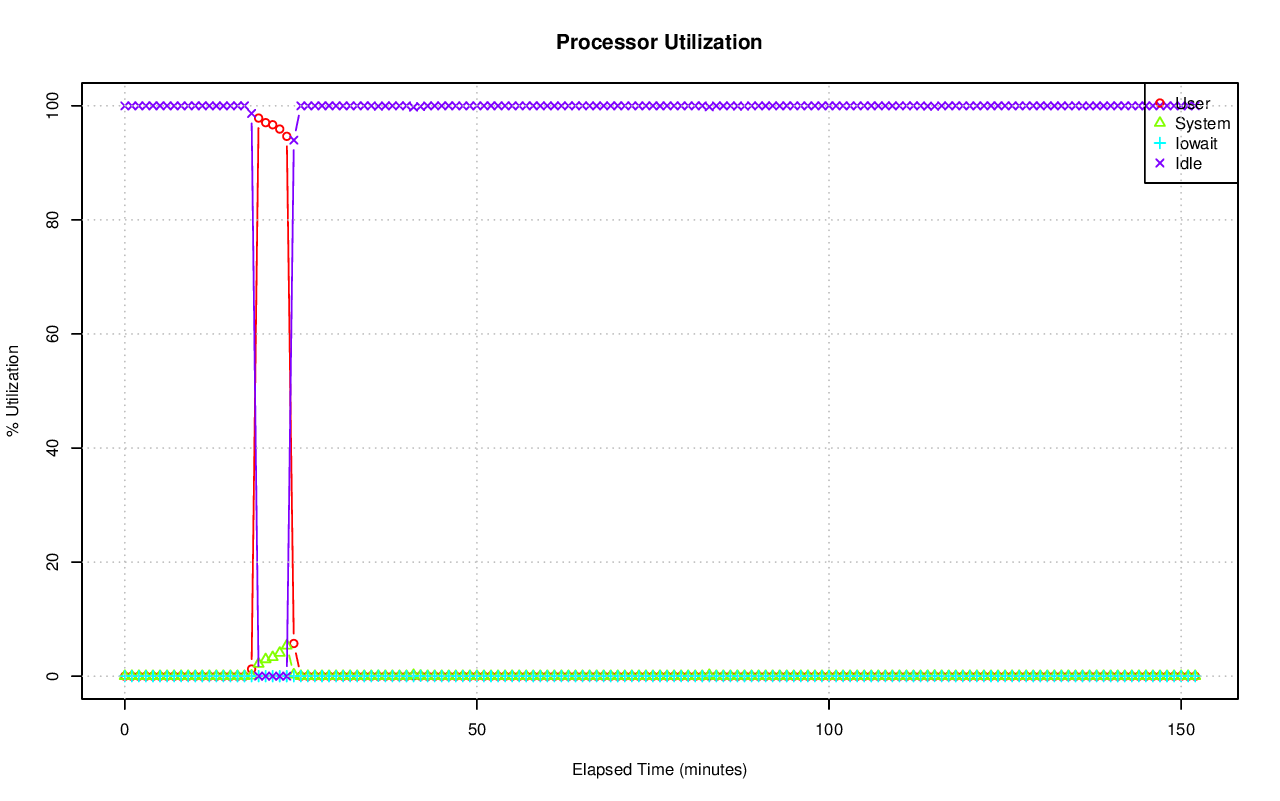 Processor Utilization
100
80
60
40
20
0
% Utilization
User
System
Iowait
Idle
0
50
100
150
Elapsed Time (minutes)